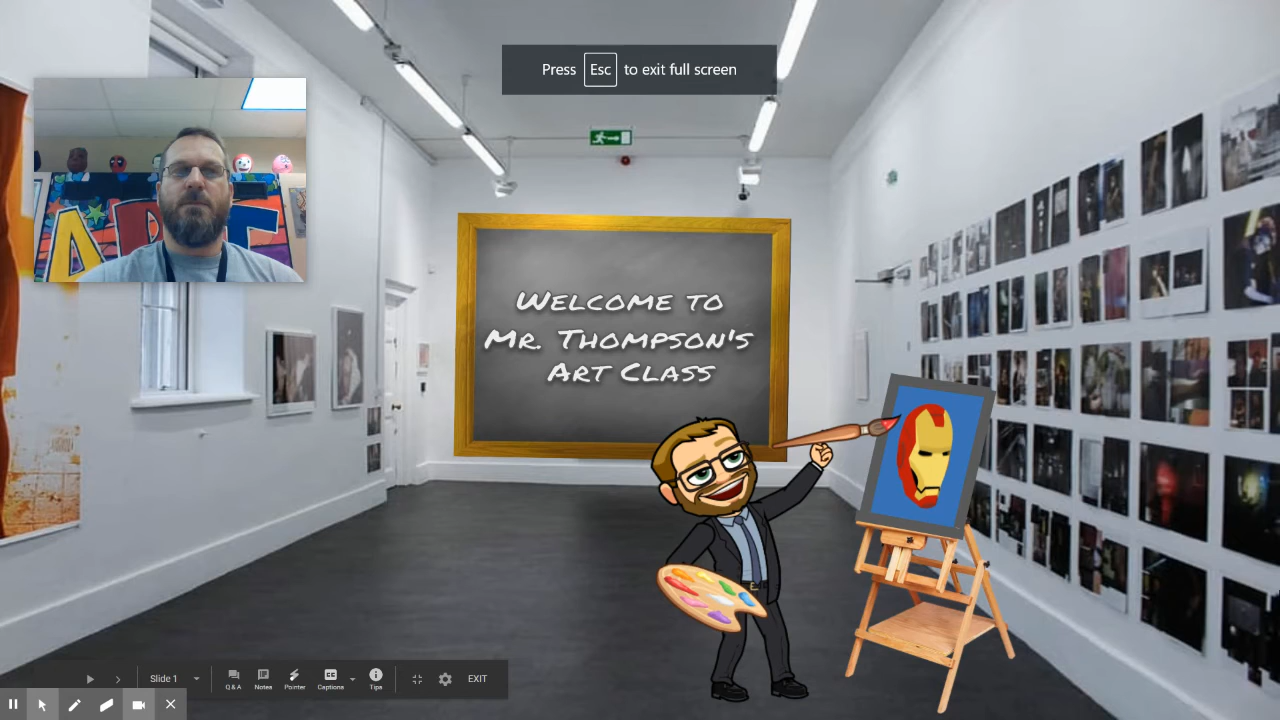 Press Esc to exit full screen
ART
Welcome to
Mr. Thompson's
Art Class
Slide 1
Q & A
Notes
Pointer
Captions
Tips
EXIT